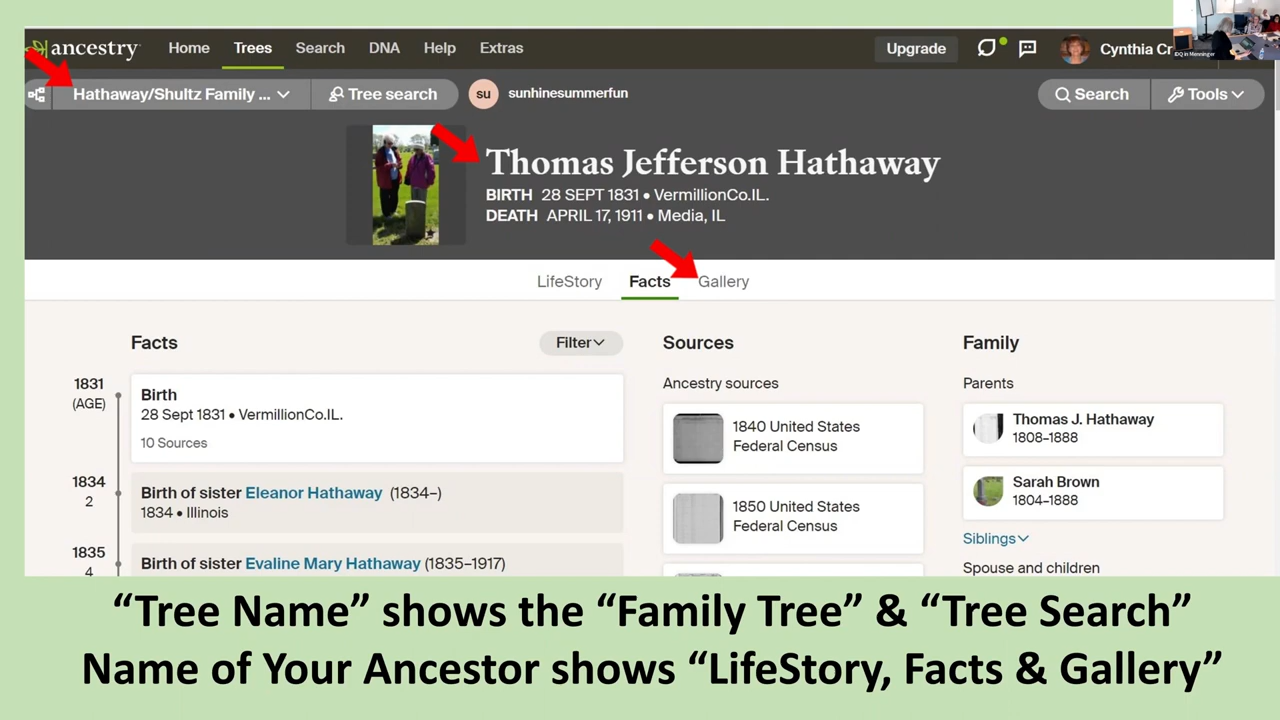 ancestry
Home
Trees
Search
DNA
Help
Extras
Upgrade
Cynthia Cr
Hathaway/Shultz Family ...
Tree search
su
sunhinesummerfun
Search
Tools
Thomas Jefferson Hathaway
BIRTH 28 SEPT 1831 • VermillionCo.IL.
DEATH APRIL 17, 1911 • Media, IL
LifeStory
Facts
Gallery
Facts
Filter
1831
(AGE)
Birth
28 Sept 1831 • VermillionCo.IL.
10 Sources
1834
2
Birth of sister Eleanor Hathaway (1834–)
1834 • Illinois
1835
4
Birth of sister Evaline Mary Hathaway (1835–1917)
Sources
Ancestry sources
1840 United States
Federal Census
1850 United States
Federal Census
Family
Parents
Thomas J. Hathaway
1808–1888
Sarah Brown
1804–1888
Siblings
Spouse and children
“Tree Name” shows the “Family Tree” & “Tree Search”
Name of Your Ancestor shows “LifeStory, Facts & Gallery”